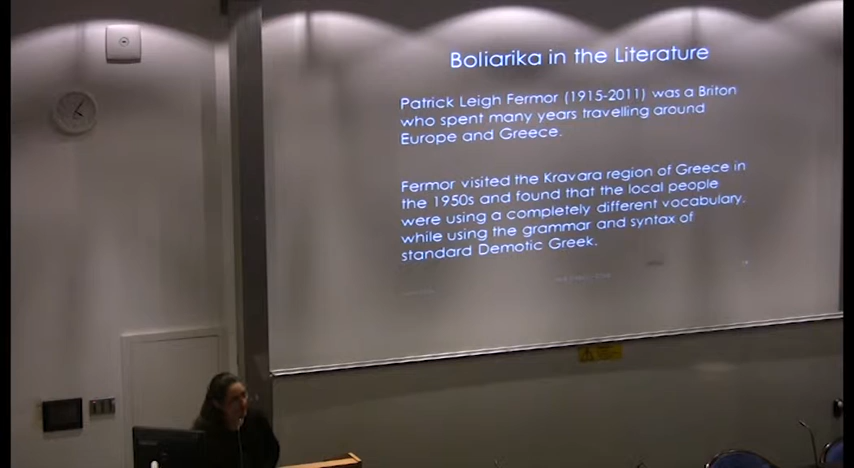 Boliarika in the Literature
Patrick Leigh Fermor (1915-2011) was a Briton
who spent many years travelling around
Europe and Greece.
Fermor visited the Kravara region of Greece in
the 1950s and found that the local people
were using a completely different vocabulary,
while using the grammar and syntax of
standard Demotic Greek.